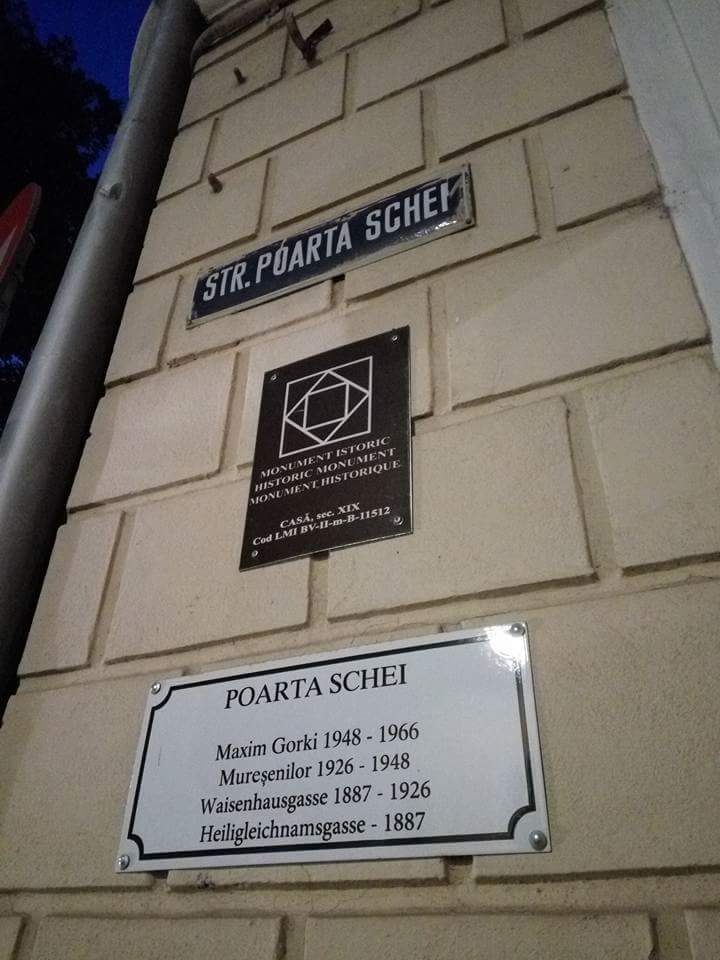 STR. POARTA SCHEI
MONUMENT ISTORIC
HISTORIC MONUMENT
MONUMENT HISTORIQUE
CASĂ, sec. XIX
Cod LMI BV-II-m-B-11512
POARTA SCHEI
Maxim Gorki 1948 - 1966
Mureșenilor 1926 - 1948
Waisenhausgasse 1887 - 1926
Heiligleichnamsgasse - 1887